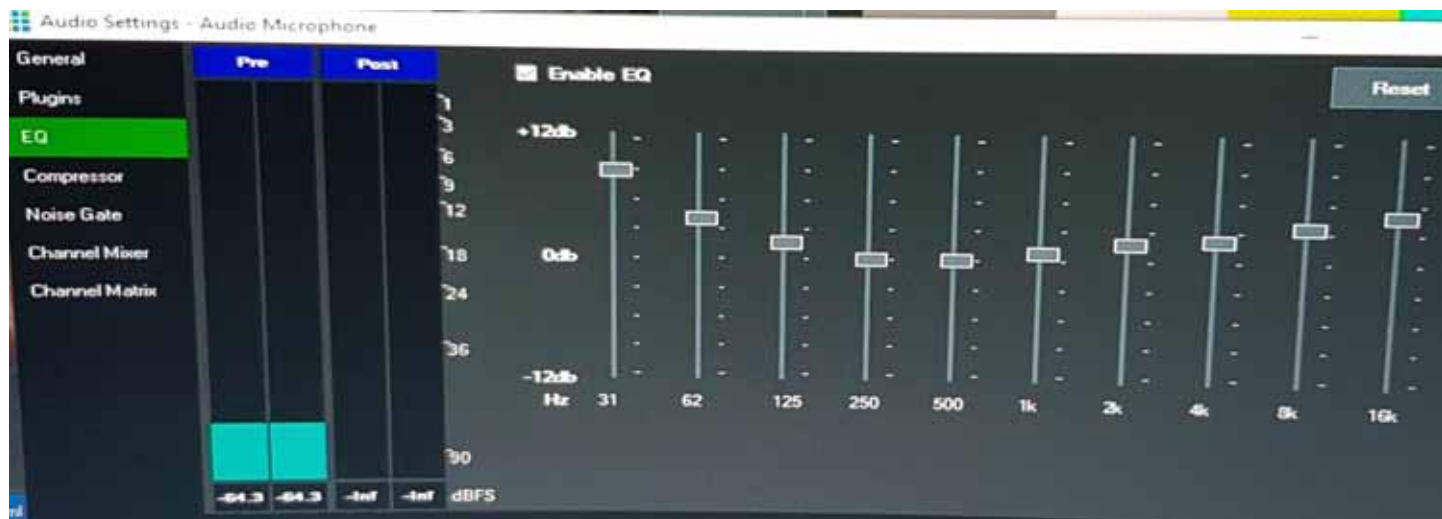 Audio Settings - Audio Microphone
General
Plugins
EQ
Compressor
Noise Gate
Channel Mixer
Channel Matrix
Pre Post
1
3
6
9
12
18
24
36
90
-64.3 -64.3 -Inf -Inf dBFS
Enable EQ
Reset
+12db
0db
-12db
Hz 31 62 125 250 500 1k 2k 4k 8k 16k